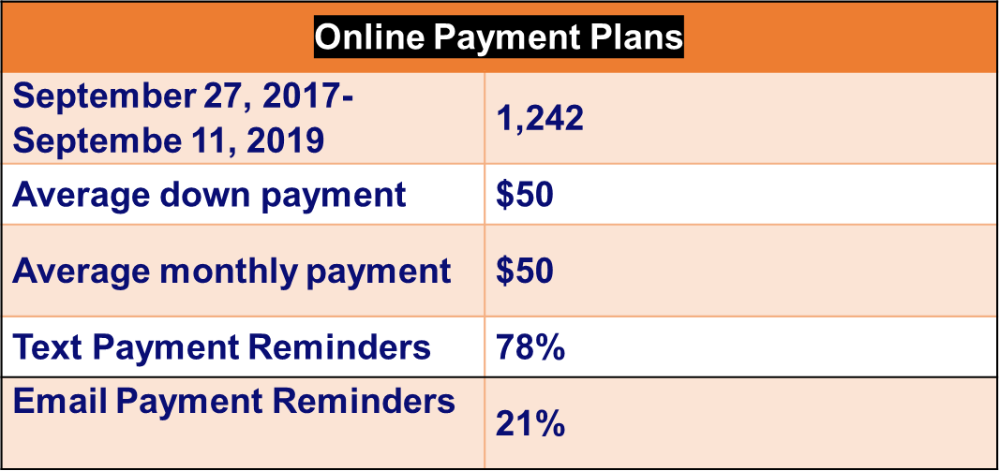 Online Payment Plans
September 27, 2017-
Septembe 11, 2019
1,242
Average down payment
$50
Average monthly payment
$50
Text Payment Reminders
78%
Email Payment Reminders
21%